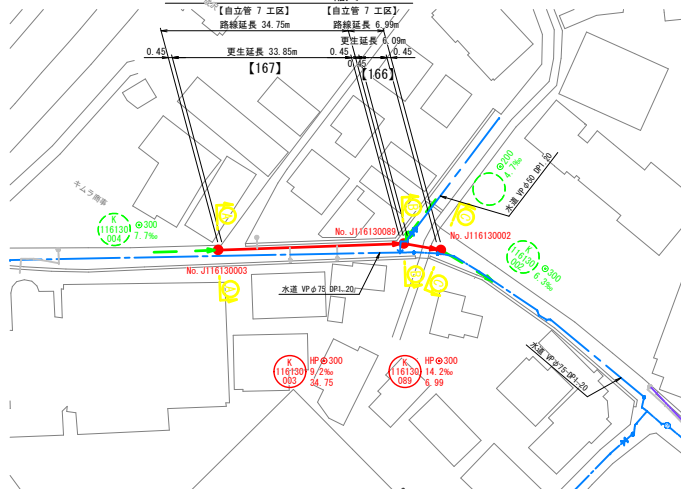 【自立管 7 工区】
【自立管 7 工区】
路線延長 34.75m
路線延長 6.99m
更生延長 6.09m
0.45
更生延長 33.85m
0.45
0.45
0.45
【167】
【166】
キムラ商事
K
116130
004
⊙300
7.7‰
⊙200
4.7‰
水道 VPφ50 DP1.20
No. J116130089
No. J116130002
No. J116130003
K
116130
002
⊙300
6.3‰
水道 VPφ75 DP1.20
水道 VPφ75 DP1.20
K
116130
003
HP⊙300
9.2‰
34.75
K
116130
089
HP⊙300
14.2‰
6.99